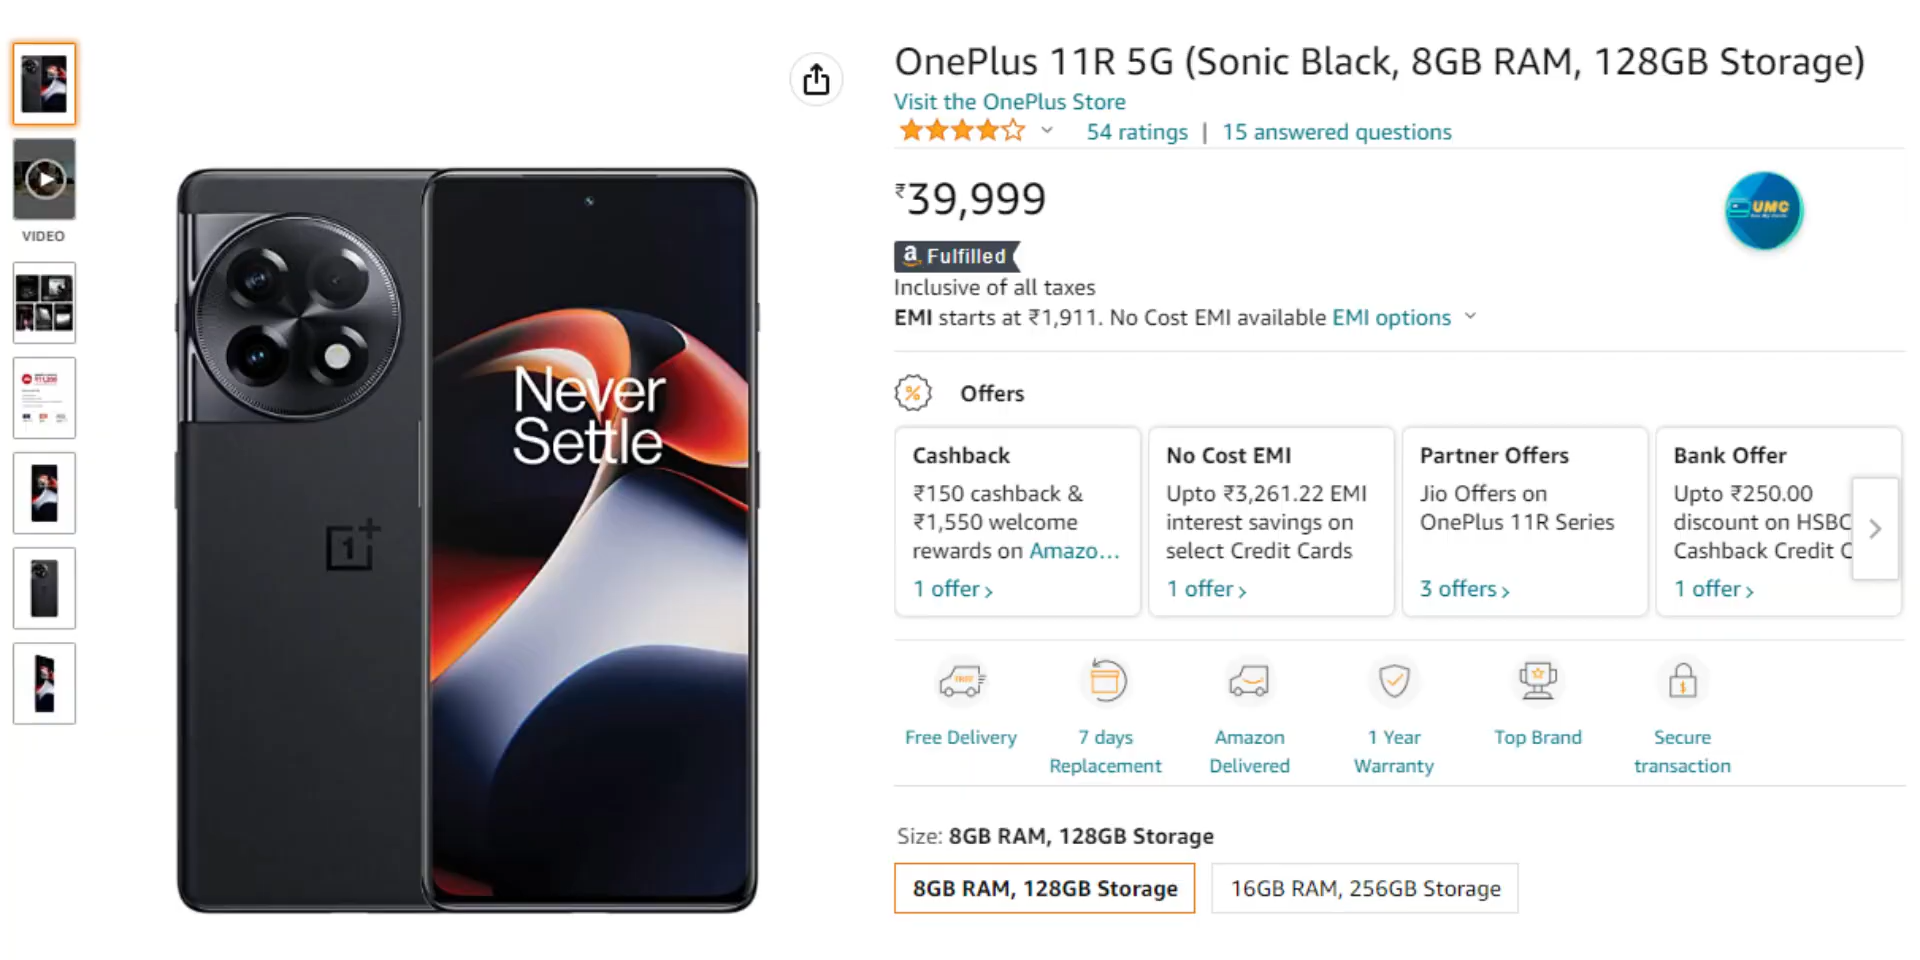 VIDEO
Never
Settle
OnePlus 11R 5G (Sonic Black, 8GB RAM, 128GB Storage)
Visit the OnePlus Store
54 ratings | 15 answered questions
₹39,999
UMC
a Fulfilled
Inclusive of all taxes
EMI starts at ₹1,911. No Cost EMI available EMI options
Offers
Cashback
₹150 cashback &
₹1,550 welcome
rewards on Amazo...
1 offer
No Cost EMI
Upto ₹3,261.22 EMI
interest savings on
select Credit Cards
1 offer
Partner Offers
Jio Offers on
OnePlus 11R Series
3 offers
Bank Offer
Upto ₹250.00
discount on HSBC
Cashback Credit C
1 offer
Free Delivery
7 days
Replacement
Amazon
Delivered
1 Year
Warranty
Top Brand
Secure
transaction
Size: 8GB RAM, 128GB Storage
8GB RAM, 128GB Storage
16GB RAM, 256GB Storage